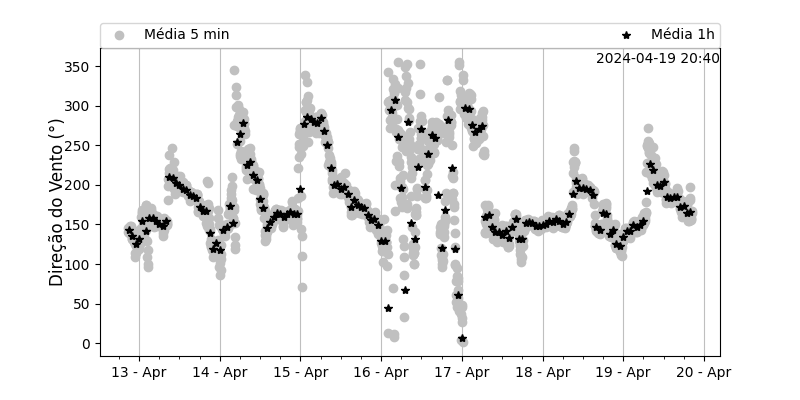 Média 5 min
Média 1h
2024-04-19 20:40
Direção do Vento (°)
350
300
250
200
150
100
50
0
13 - Apr
14 - Apr
15 - Apr
16 - Apr
17 - Apr
18 - Apr
19 - Apr
20 - Apr